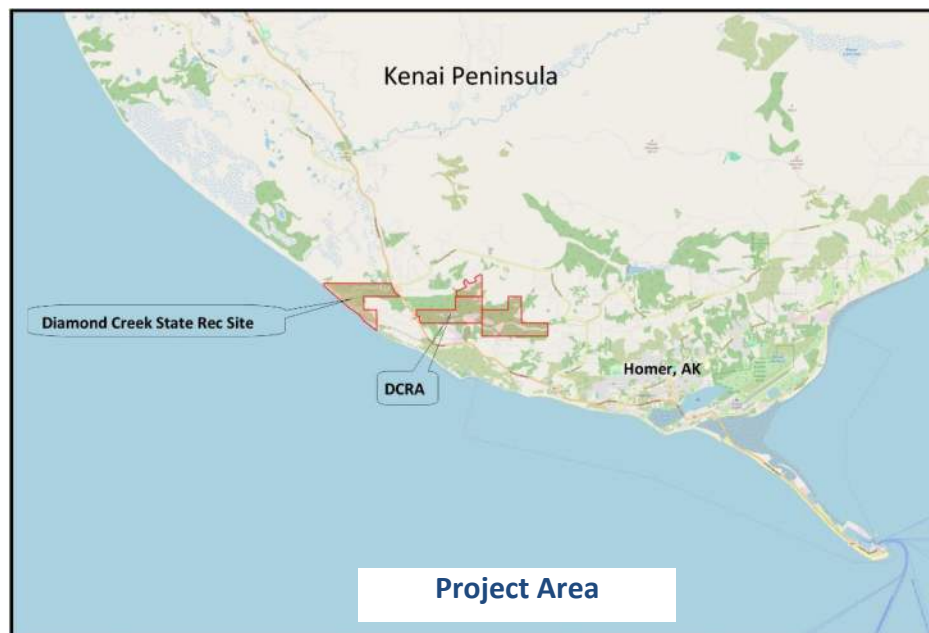 Kenai Peninsula
Diamond Creek State Rec Site
DCRA
Homer, AK
Project Area